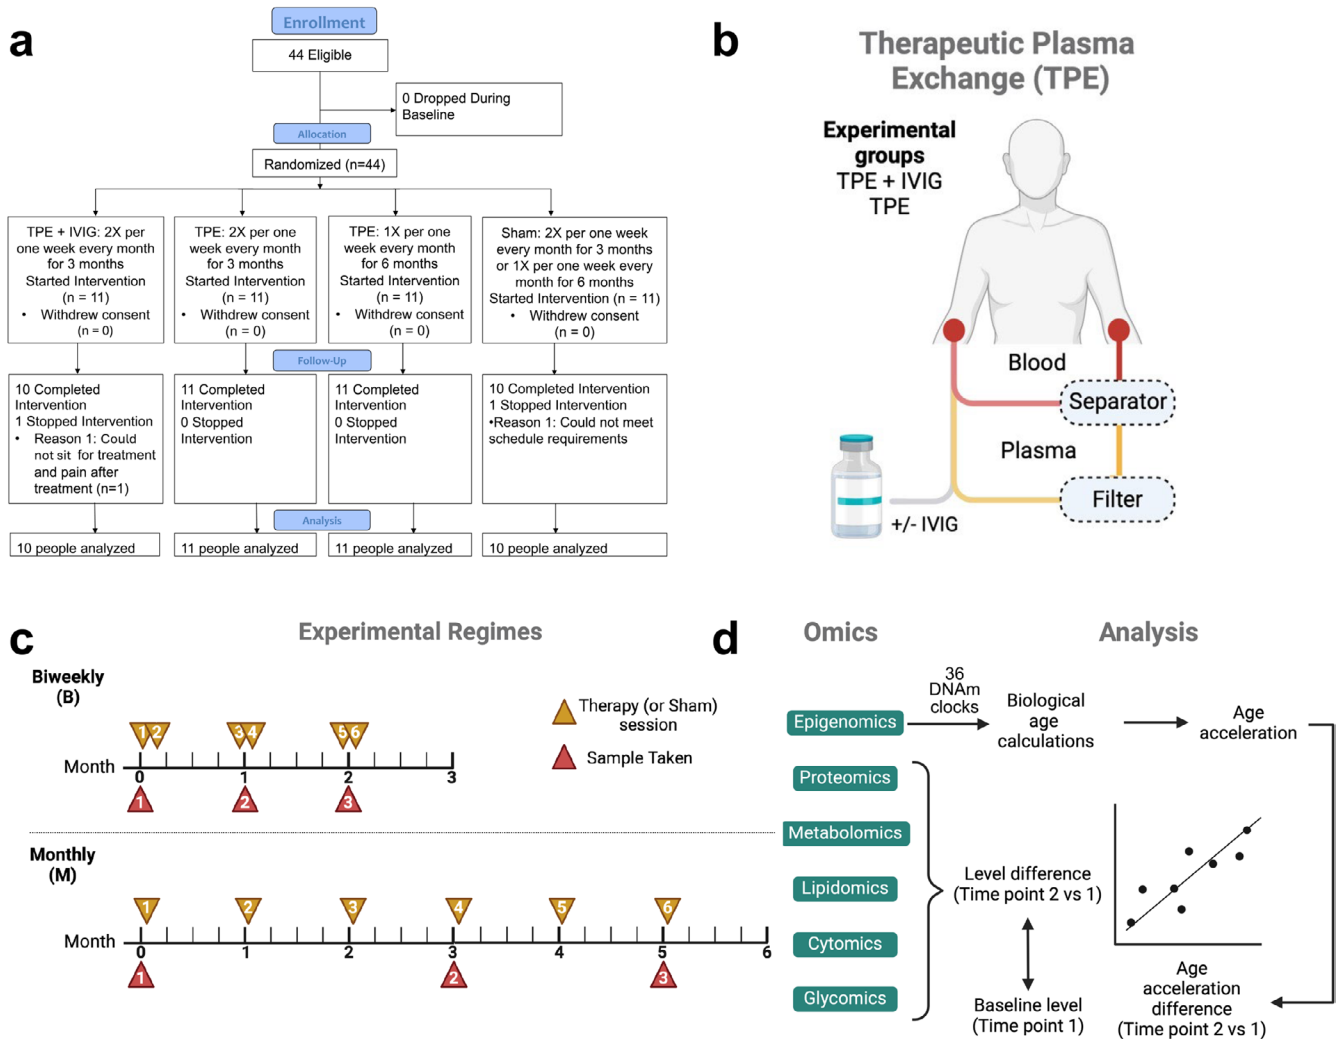 a
Enrollment
44 Eligible
0 Dropped During
Baseline
Allocation
Randomized (n=44)
TPE + IVIG: 2X per
one week every month
for 3 months
Started Intervention
(n = 11)
• Withdrew consent
(n = 0)
TPE: 2X per one
week every month
for 3 months
Started Intervention
(n = 11)
• Withdrew consent
(n = 0)
TPE: 1X per one
week every month
for 6 months
Started Intervention
(n = 11)
• Withdrew consent
(n = 0)
Sham: 2X per one week
every month for 3 months
or 1X per one week every
month for 6 months
Started Intervention (n = 11)
• Withdrew consent
(n = 0)
Follow-Up
10 Completed
Intervention
1 Stopped Intervention
• Reason 1: Could
not sit for treatment
and pain after
treatment (n=1)
11 Completed
Intervention
0 Stopped
Intervention
11 Completed
Intervention
0 Stopped
Intervention
10 Completed Intervention
1 Stopped Intervention
•Reason 1: Could not meet
schedule requirements
Analysis
10 people analyzed
11 people analyzed
11 people analyzed
10 people analyzed
b
Therapeutic Plasma
Exchange (TPE)
Experimental
groups
TPE + IVIG
TPE
Blood
Separator
Plasma
Filter
+/- IVIG
c
Experimental Regimes
Biweekly
(B)
1 2 3 4 5 6
Month 0 1 2 3
1 2 3
Therapy (or Sham)
session
Sample Taken
Monthly
(M)
1 2 3 4 5 6
Month 0 1 2 3 4 5 6
1 2 3
d
Omics
Analysis
Epigenomics
36
DNAm
clocks
Biological
age
calculations
Age
acceleration
Proteomics
Metabolomics
Lipidomics
Cytomics
Glycomics
Level difference
(Time point 2 vs 1)
Baseline level
(Time point 1)
Age
acceleration
difference
(Time point 2 vs 1)